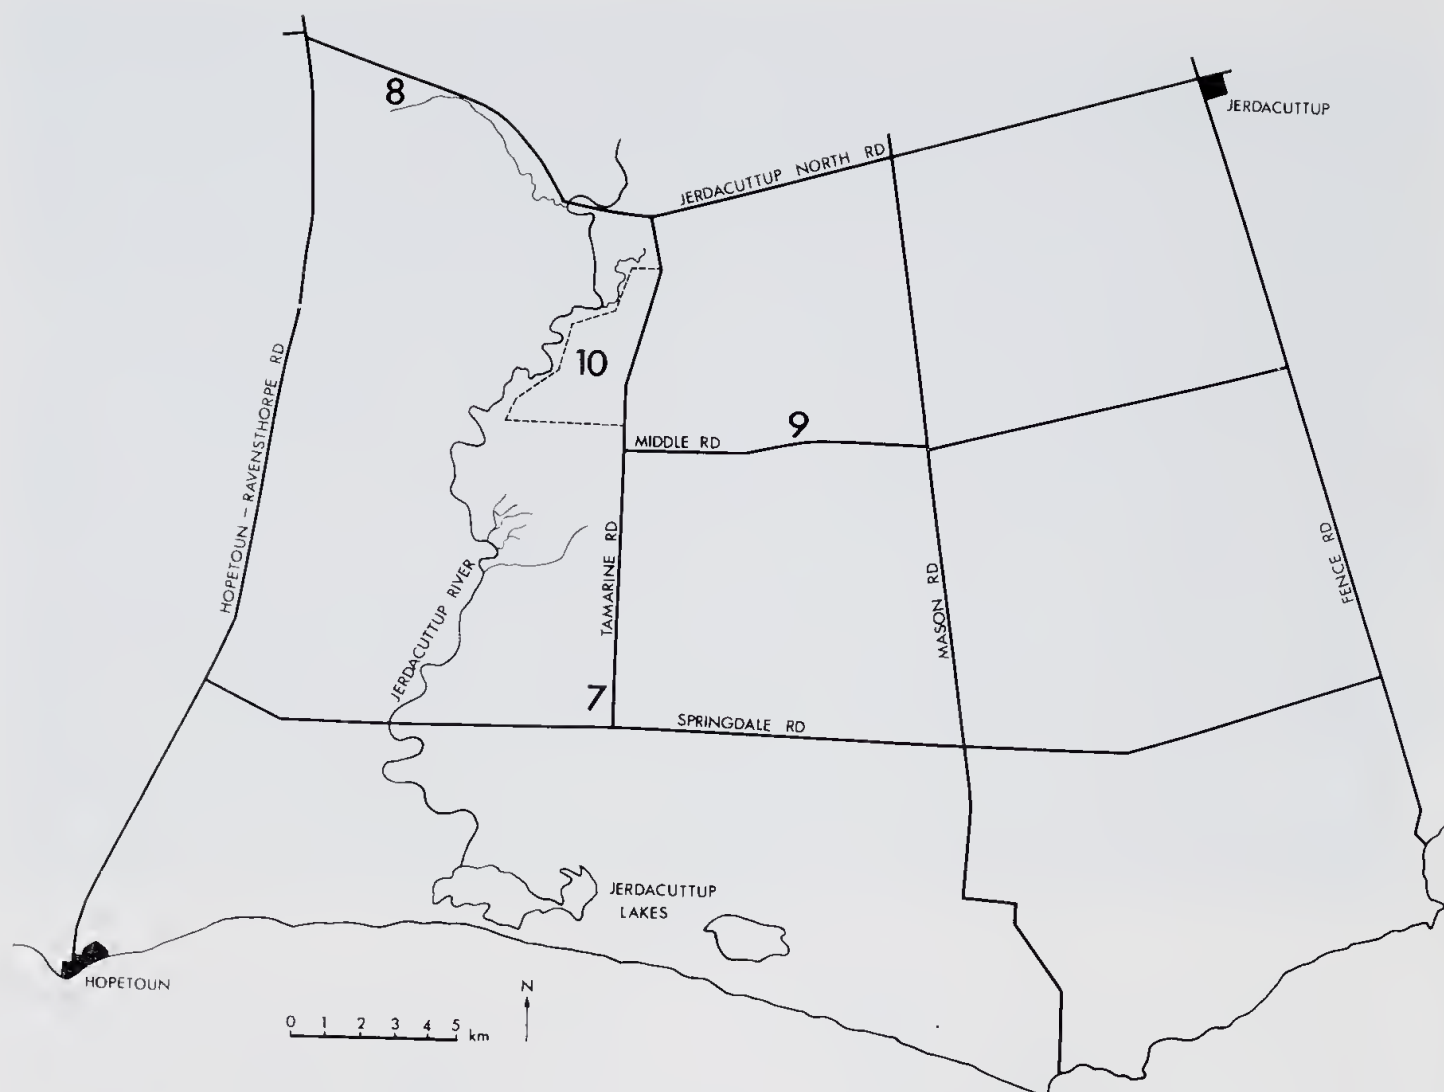 8
JERDACUTTUP
JERDACUTTUP NORTH RD
10
9
MIDDLE RD
HOPETOUN – RAVENSTHORPE RD
TAMARINE RD
FENCE RD
JERDACUTTUP RIVER
MASON RD
7
SPRINGDALE RD
JERDACUTTUP
LAKES
HOPETOUN
N
0 1 2 3 4 5 km